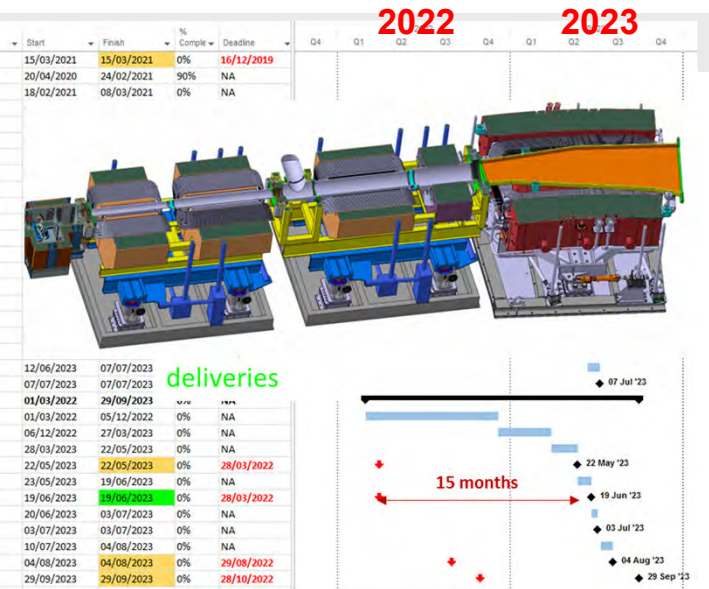 2022 2023
%
Start Finish Comple Deadline Q4 Q1 Q2 Q3 Q4 Q1 Q2 Q3 Q4
15/03/2021 15/03/2021 0% 16/12/2019
20/04/2020 24/02/2021 90% NA
18/02/2021 08/03/2021 0% NA
12/06/2023 07/07/2023
07/07/2023 07/07/2023 deliveries 07 Jul '23
01/03/2022 29/09/2023 0% NA
01/03/2022 05/12/2022 0% NA
06/12/2022 27/03/2023 0% NA
28/03/2023 22/05/2023 0% NA
22/05/2023 22/05/2023 0% 28/03/2022 22 May '23
23/05/2023 19/06/2023 0% NA 15 months
19/06/2023 19/06/2023 0% 28/03/2022 19 Jun '23
20/06/2023 03/07/2023 0% NA
03/07/2023 03/07/2023 0% NA 03 Jul '23
10/07/2023 04/08/2023 0% NA
04/08/2023 04/08/2023 0% 29/08/2022 04 Aug '23
29/09/2023 29/09/2023 0% 28/10/2022 29 Sep '23